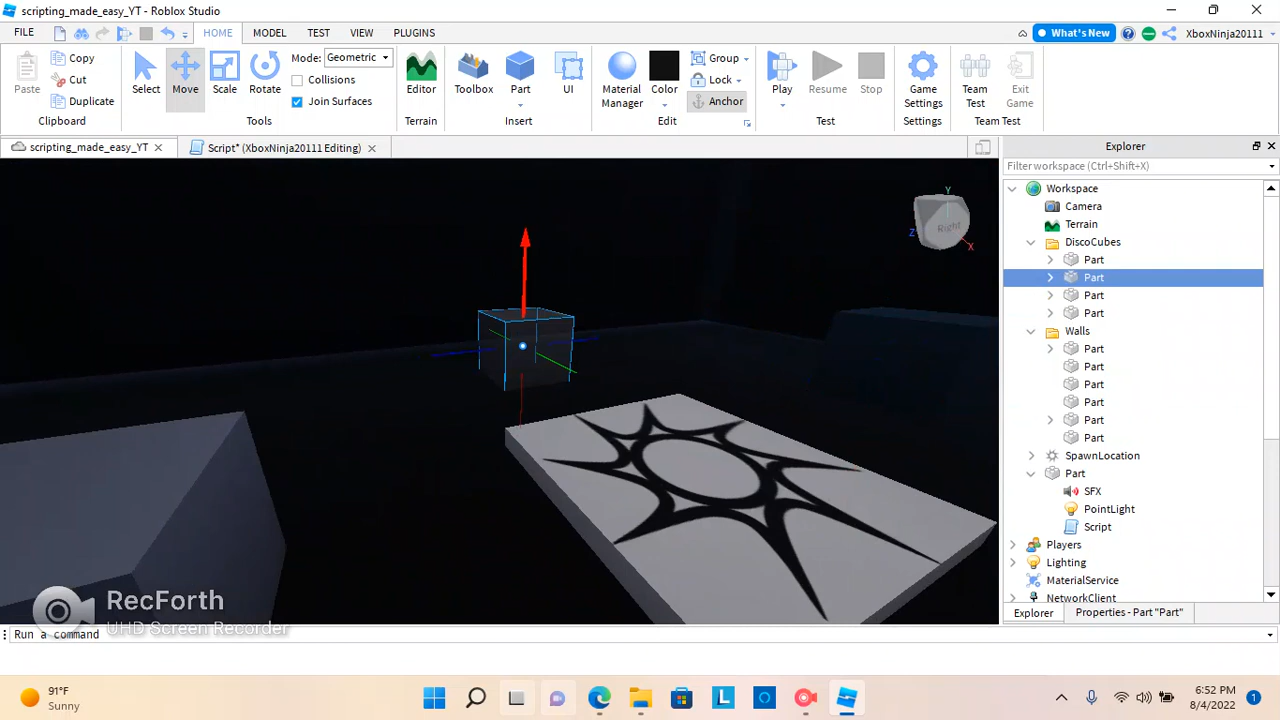 scripting_made_easy_YT - Roblox Studio
FILE HOME MODEL TEST VIEW PLUGINS What's New XboxNinja20111
Paste Copy Cut Duplicate Clipboard
Select Move Scale Rotate Mode: Geometric Collisions Join Surfaces Tools
Editor Terrain
Toolbox Part UI Insert
Material Manager Color Group Lock Anchor Edit
Play Resume Stop Test
Game Settings Settings
Team Test Exit Game Team Test
scripting_made_easy_YT Script* (XboxNinja20111 Editing)
Explorer
Filter workspace (Ctrl+Shift+X)
Workspace
Camera
Terrain
DiscoCubes
Part
Part
Part
Part
Walls
Part
Part
Part
Part
Part
Part
SpawnLocation
Part
SFX
PointLight
Script
Players
Lighting
MaterialService
NetworkClient
Explorer Properties - Part "Part"
Y
Z
Right
X
RecForth
UHD Screen Recorder
Run a command
91°F
Sunny
6:52 PM
8/4/2022
1